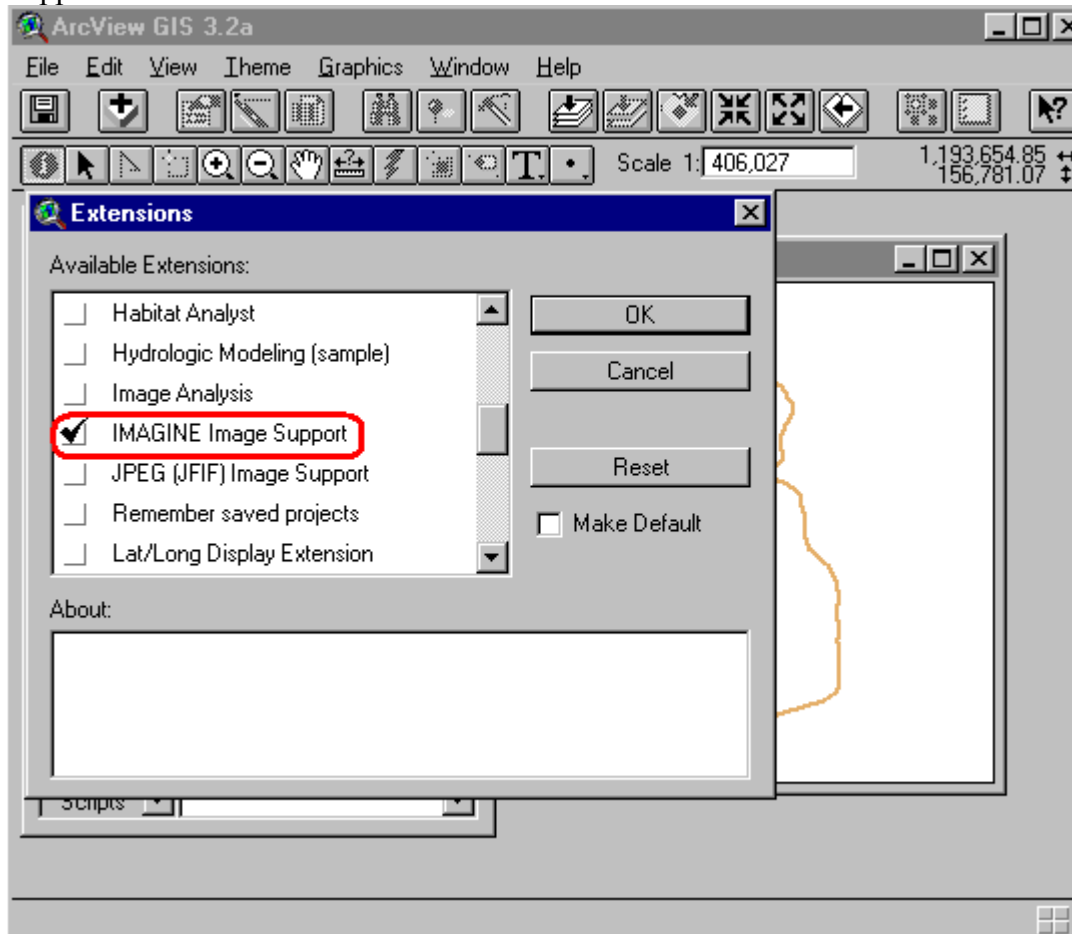 ArcView GIS 3.2a
File Edit View Theme Graphics Window Help
Scale 1: 406,027 1,193,654.85
156,781.07
Extensions
Available Extensions:
Habitat Analyst
Hydrologic Modeling (sample)
Image Analysis
IMAGINE Image Support
JPEG (JFIF) Image Support
Remember saved projects
Lat/Long Display Extension
OK
Cancel
Reset
Make Default
About:
Scripts